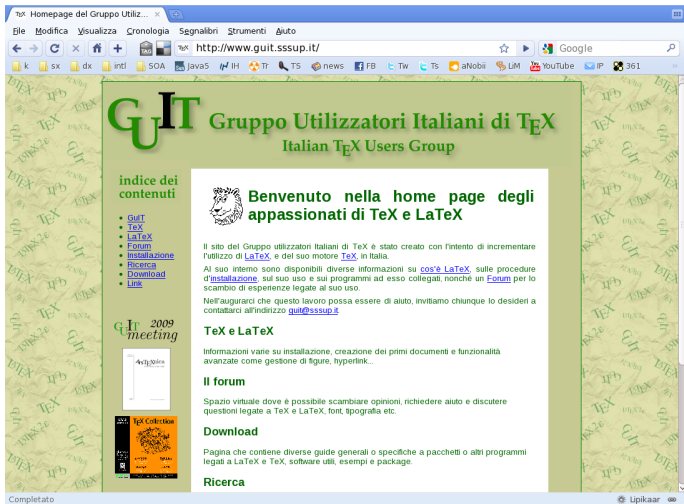 TeX Homepage del Gruppo Utiliz...
File Modifica Visualizza Cronologia Segnalibri Strumenti Aiuto
TAG TeX http://www.guit.sssup.it/ Google
k sx dx intl SOA Java5 IH Tr TS news FB Tw Ts aNobii LiM YouTube IP 361 »
GUIT Gruppo Utilizzatori Italiani di TEX
Italian TEX Users Group
indice dei
contenuti
GuIT
TeX
LaTeX
Forum
Installazione
Ricerca
Download
Link
GUIT 2009
meeting
ArsTEXnica
TEX Collection
Benvenuto nella home page degli
appassionati di TeX e LaTeX
Il sito del Gruppo utilizzatori Italiani di TeX è stato creato con l'intento di incrementare
l'utilizzo di LaTeX, e del suo motore TeX, in Italia.
Al suo interno sono disponibili diverse informazioni su cos'è LaTeX, sulle procedure
d'installazione, sul suo uso e sui programmi ad esso collegati, nonché un Forum per lo
scambio di esperienze legate al suo uso.
Nell'augurarci che questo lavoro possa essere di aiuto, invitiamo chiunque lo desideri a
contattarci all'indirizzo guit@sssup.it.
TeX e LaTeX
Informazioni varie su installazione, creazione dei primi documenti e funzionalità
avanzate come gestione di figure, hyperlink...
Il forum
Spazio virtuale dove è possibile scambiare opinioni, richiedere aiuto e discutere
questioni legate a TeX e LaTeX, font, tipografia etc.
Download
Pagina che contiene diverse guide generali o specifiche a pacchetti o altri programmi
legati a LaTeX e TeX, software utili, esempi e package.
Ricerca
Completato Lipikaar